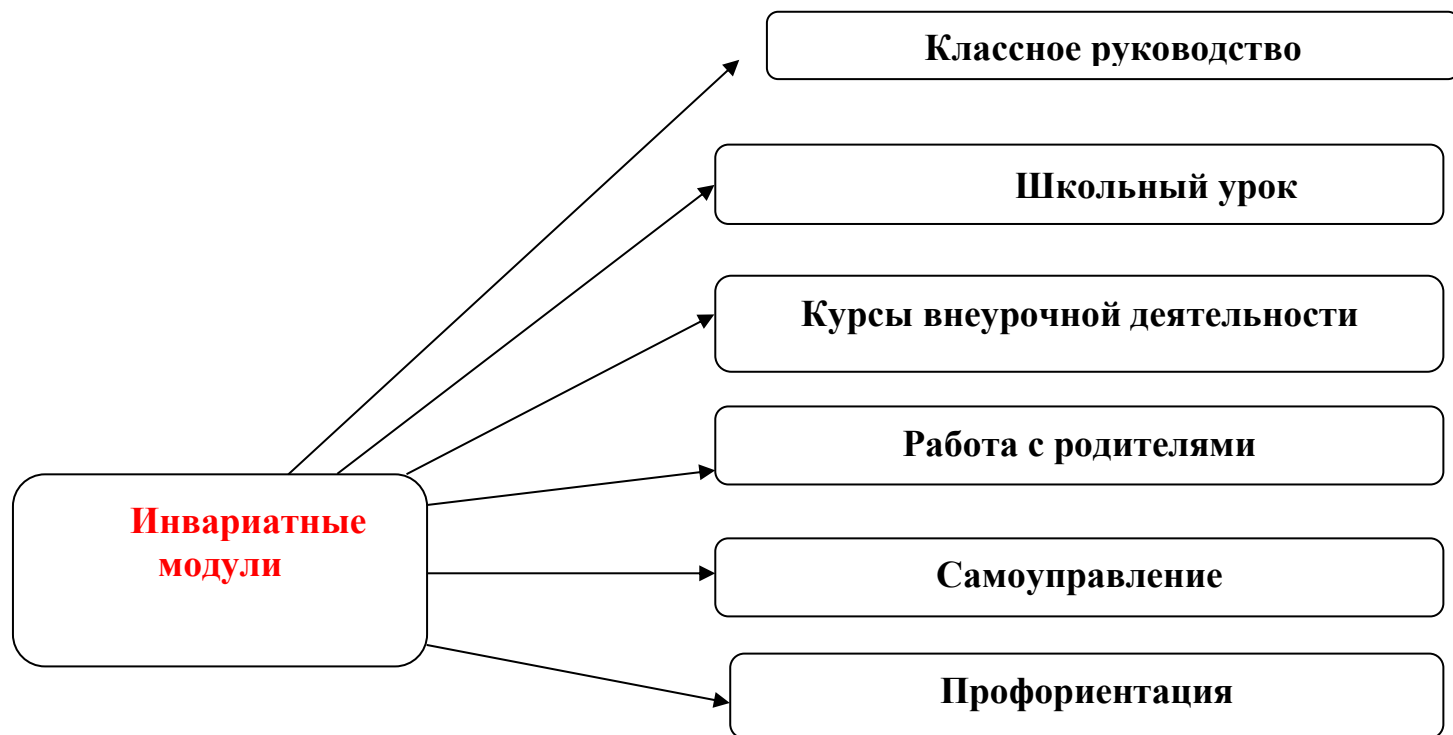 Классное руководство
Школьный урок
Курсы внеурочной деятельности
Работа с родителями
Инвариатные
модули
Самоуправление
Профориентация